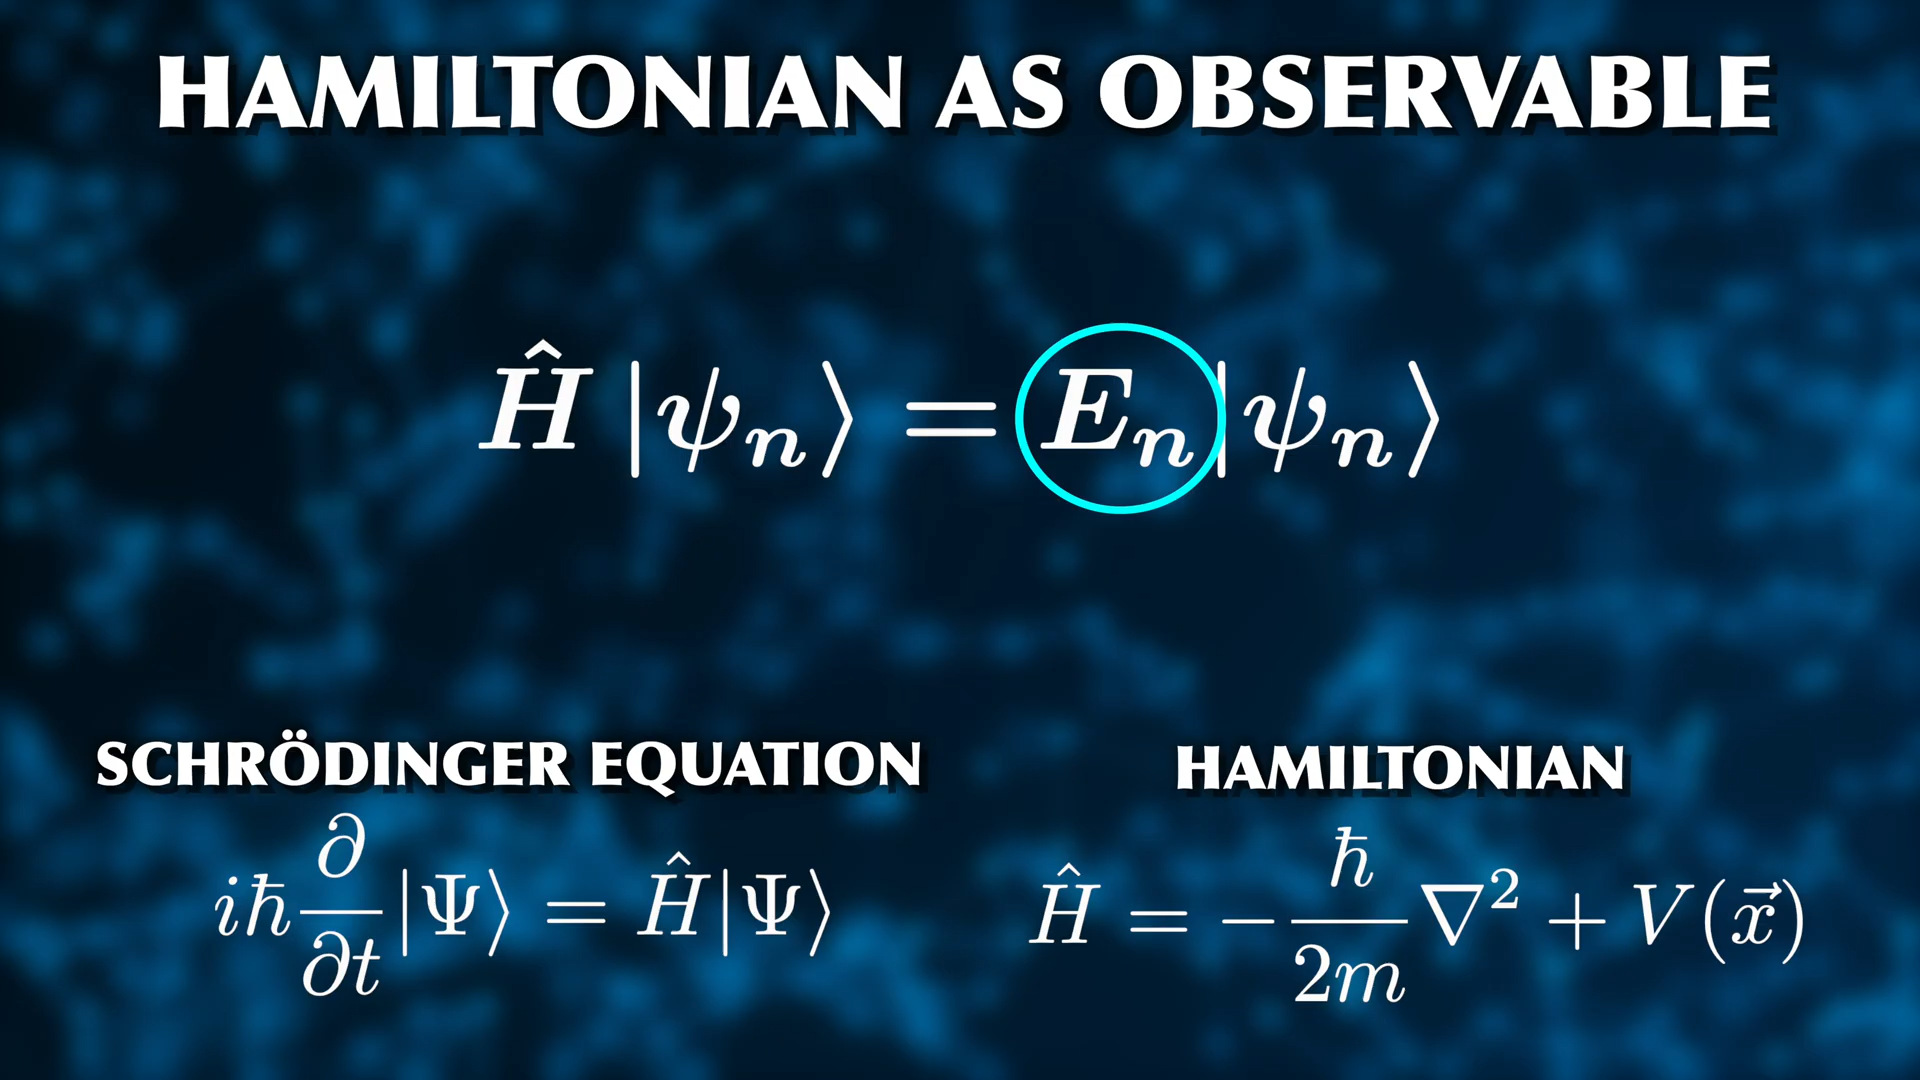 HAMILTONIAN AS OBSERVABLE
Ĥ |ψₙ⟩ = Eₙ|ψₙ⟩
SCHRÖDINGER EQUATION
iħ ∂/∂t |Ψ⟩ = Ĥ|Ψ⟩
HAMILTONIAN
Ĥ = −ħ/2m ∇² + V(x⃗)